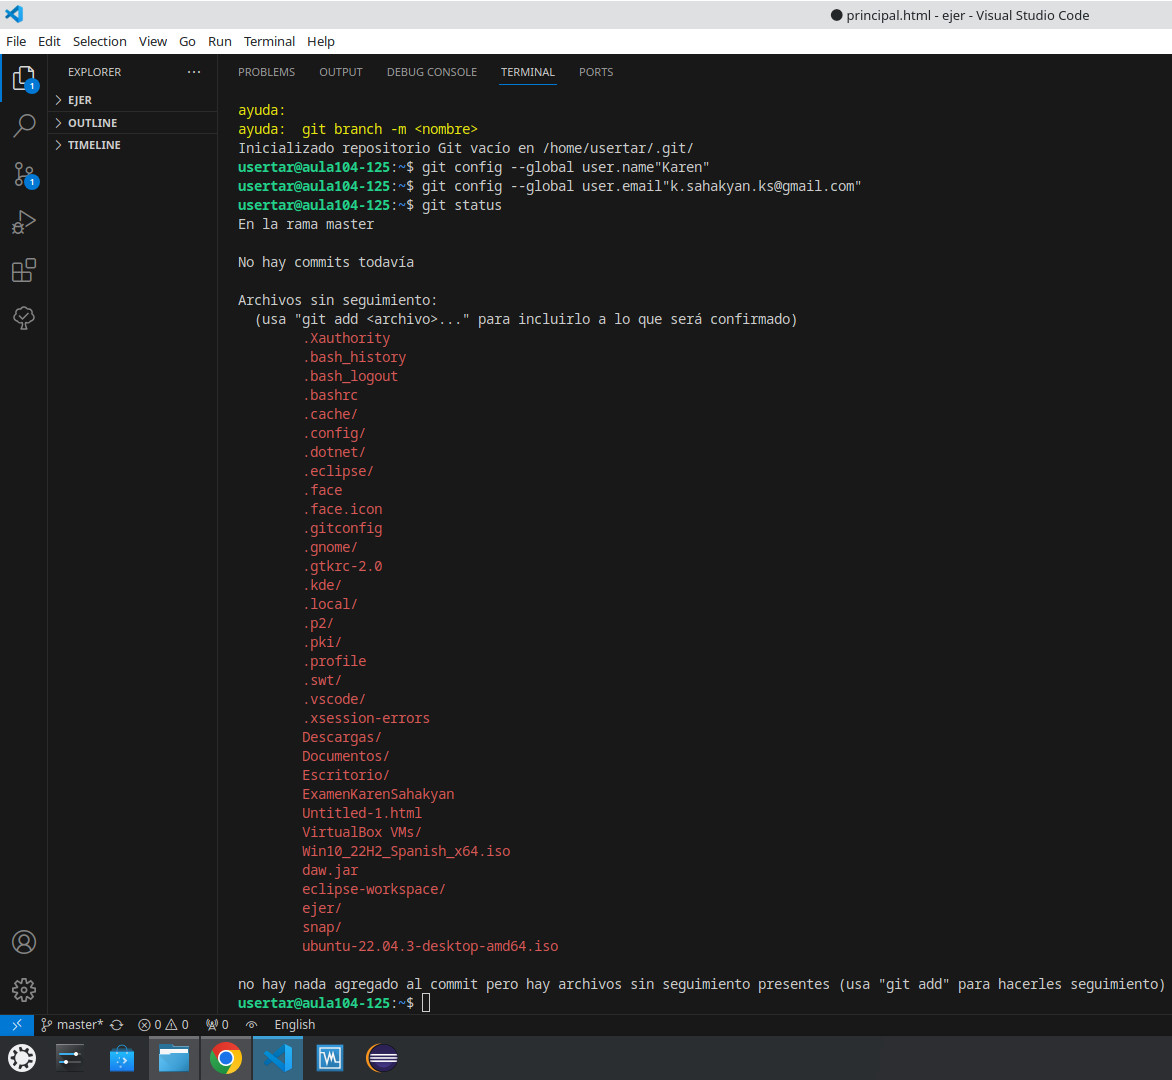 ● principal.html - ejer - Visual Studio Code
File Edit Selection View Go Run Terminal Help
EXPLORER ···
EJER
OUTLINE
TIMELINE
1
1
PROBLEMS OUTPUT DEBUG CONSOLE TERMINAL PORTS
ayuda:
ayuda:  git branch -m <nombre>
Inicializado repositorio Git vacío en /home/usertar/.git/
usertar@aula104-125:~$ git config --global user.name"Karen"
usertar@aula104-125:~$ git config --global user.email"k.sahakyan.ks@gmail.com"
usertar@aula104-125:~$ git status
En la rama master
No hay commits todavía
Archivos sin seguimiento:
(usa "git add <archivo>..." para incluirlo a lo que será confirmado)
.Xauthority
.bash_history
.bash_logout
.bashrc
.cache/
.config/
.dotnet/
.eclipse/
.face
.face.icon
.gitconfig
.gnome/
.gtkrc-2.0
.kde/
.local/
.p2/
.pki/
.profile
.swt/
.vscode/
.xsession-errors
Descargas/
Documentos/
Escritorio/
ExamenKarenSahakyan
Untitled-1.html
VirtualBox VMs/
Win10_22H2_Spanish_x64.iso
daw.jar
eclipse-workspace/
ejer/
snap/
ubuntu-22.04.3-desktop-amd64.iso
no hay nada agregado al commit pero hay archivos sin seguimiento presentes (usa "git add" para hacerles seguimiento)
usertar@aula104-125:~$
master* 0 0 0 English